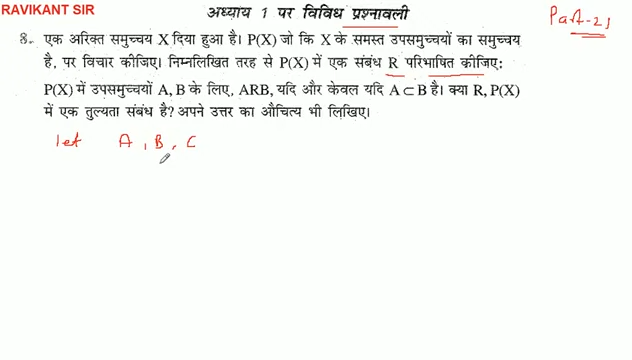 RAVIKANT SIR
अध्याय 1 पर विविध प्रश्नावली
Part-21
8. एक अरिक्त समुच्चय X दिया हुआ है। P(X) जो कि X के समस्त उपसमुच्चयों का समुच्चय
है, पर विचार कीजिए। निम्नलिखित तरह से P(X) में एक संबंध R परिभाषित कीजिए:
P(X) में उपसमुच्चयों A, B के लिए, ARB, यदि और केवल यदि A ⊂ B है। क्या R, P(X)
में एक तुल्यता संबंध है? अपने उत्तर का औचित्य भी लिखिए।
let A, B, C